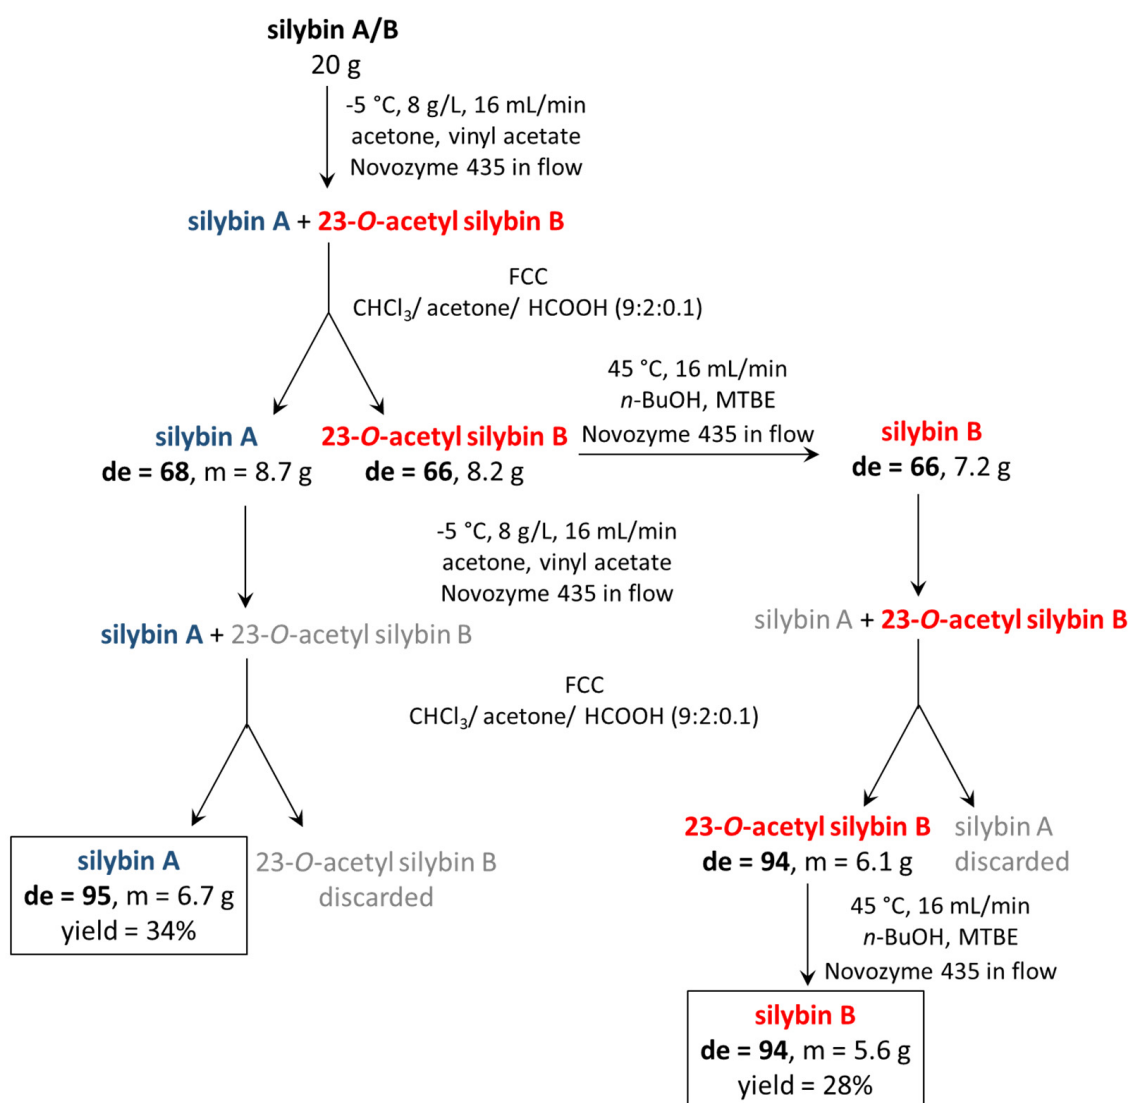 silybin A/B
20 g
-5 °C, 8 g/L, 16 mL/min
acetone, vinyl acetate
Novozyme 435 in flow
silybin A + 23-O-acetyl silybin B
FCC
CHCl₃/ acetone/ HCOOH (9:2:0.1)
silybin A
de = 68, m = 8.7 g
23-O-acetyl silybin B
de = 66, 8.2 g
45 °C, 16 mL/min
n-BuOH, MTBE
Novozyme 435 in flow
silybin B
de = 66, 7.2 g
-5 °C, 8 g/L, 16 mL/min
acetone, vinyl acetate
Novozyme 435 in flow
silybin A + 23-O-acetyl silybin B
silybin A + 23-O-acetyl silybin B
FCC
CHCl₃/ acetone/ HCOOH (9:2:0.1)
silybin A
de = 95, m = 6.7 g
yield = 34%
23-O-acetyl silybin B
discarded
23-O-acetyl silybin B
de = 94, m = 6.1 g
silybin A
discarded
45 °C, 16 mL/min
n-BuOH, MTBE
Novozyme 435 in flow
silybin B
de = 94, m = 5.6 g
yield = 28%